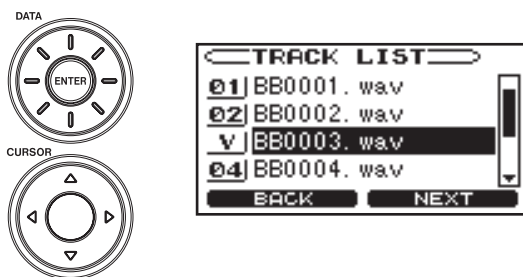 DATA
ENTER
CURSOR
TRACK LIST
01 BB0001.wav
02 BB0002.wav
V BB0003.wav
04 BB0004.wav
BACK NEXT